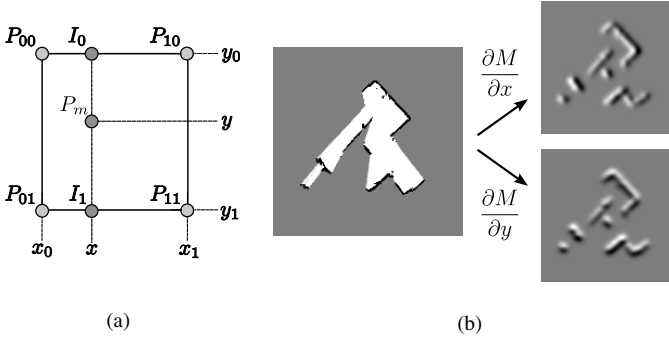 P₀₀ I₀ P₁₀ y₀
Pₘ y
P₀₁ I₁ P₁₁ y₁
x₀ x x₁
∂M
∂x
∂M
∂y
(a)
(b)